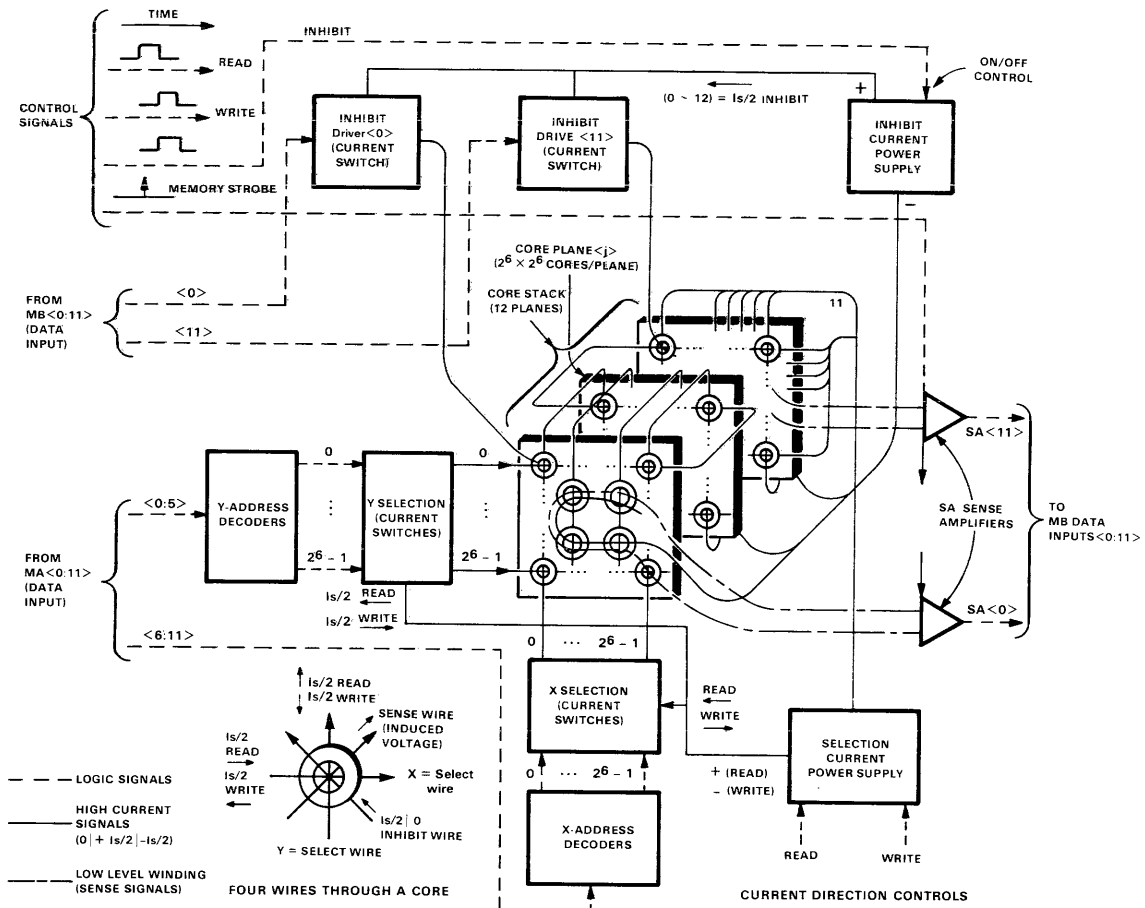 TIME
READ
CONTROL
SIGNALS
WRITE
MEMORY STROBE
INHIBIT
ON/OFF
CONTROL
+
(0 ~ 12) = Is/2 INHIBIT
INHIBIT
Driver<0>
(CURRENT
SWITCH)
INHIBIT
DRIVE <11>
(CURRENT
SWITCH)
INHIBIT
CURRENT
POWER
SUPPLY
-
CORE PLANE<j>
(2^6 × 2^6 CORES/PLANE)
CORE STACK
(12 PLANES)
11
FROM
MB<0:11>
(DATA
INPUT)
<0>
<11>
SA<11>
SA SENSE
AMPLIFIERS
TO
MB DATA
INPUTS<0:11>
SA<0>
FROM
MA<0:11>
(DATA
INPUT)
<0:5>
<6:11>
Y-ADDRESS
DECODERS
0
2^6 – 1
Y SELECTION
(CURRENT
SWITCHES)
0
2^6 – 1
Is/2 READ
Is/2 WRITE
0 ... 2^6 – 1
X SELECTION
(CURRENT
SWITCHES)
READ
WRITE
0 ... 2^6 – 1
X-ADDRESS
DECODERS
+ (READ)
- (WRITE)
SELECTION
CURRENT
POWER SUPPLY
READ
WRITE
CURRENT DIRECTION CONTROLS
Is/2 READ
Is/2 WRITE
SENSE WIRE
(INDUCED
VOLTAGE)
Is/2
READ
Is/2
WRITE
X = Select
wire
Is/2 | 0
INHIBIT WIRE
Y = SELECT WIRE
FOUR WIRES THROUGH A CORE
LOGIC SIGNALS
HIGH CURRENT
SIGNALS
(0 | + Is/2 | –Is/2)
LOW LEVEL WINDING
(SENSE SIGNALS)